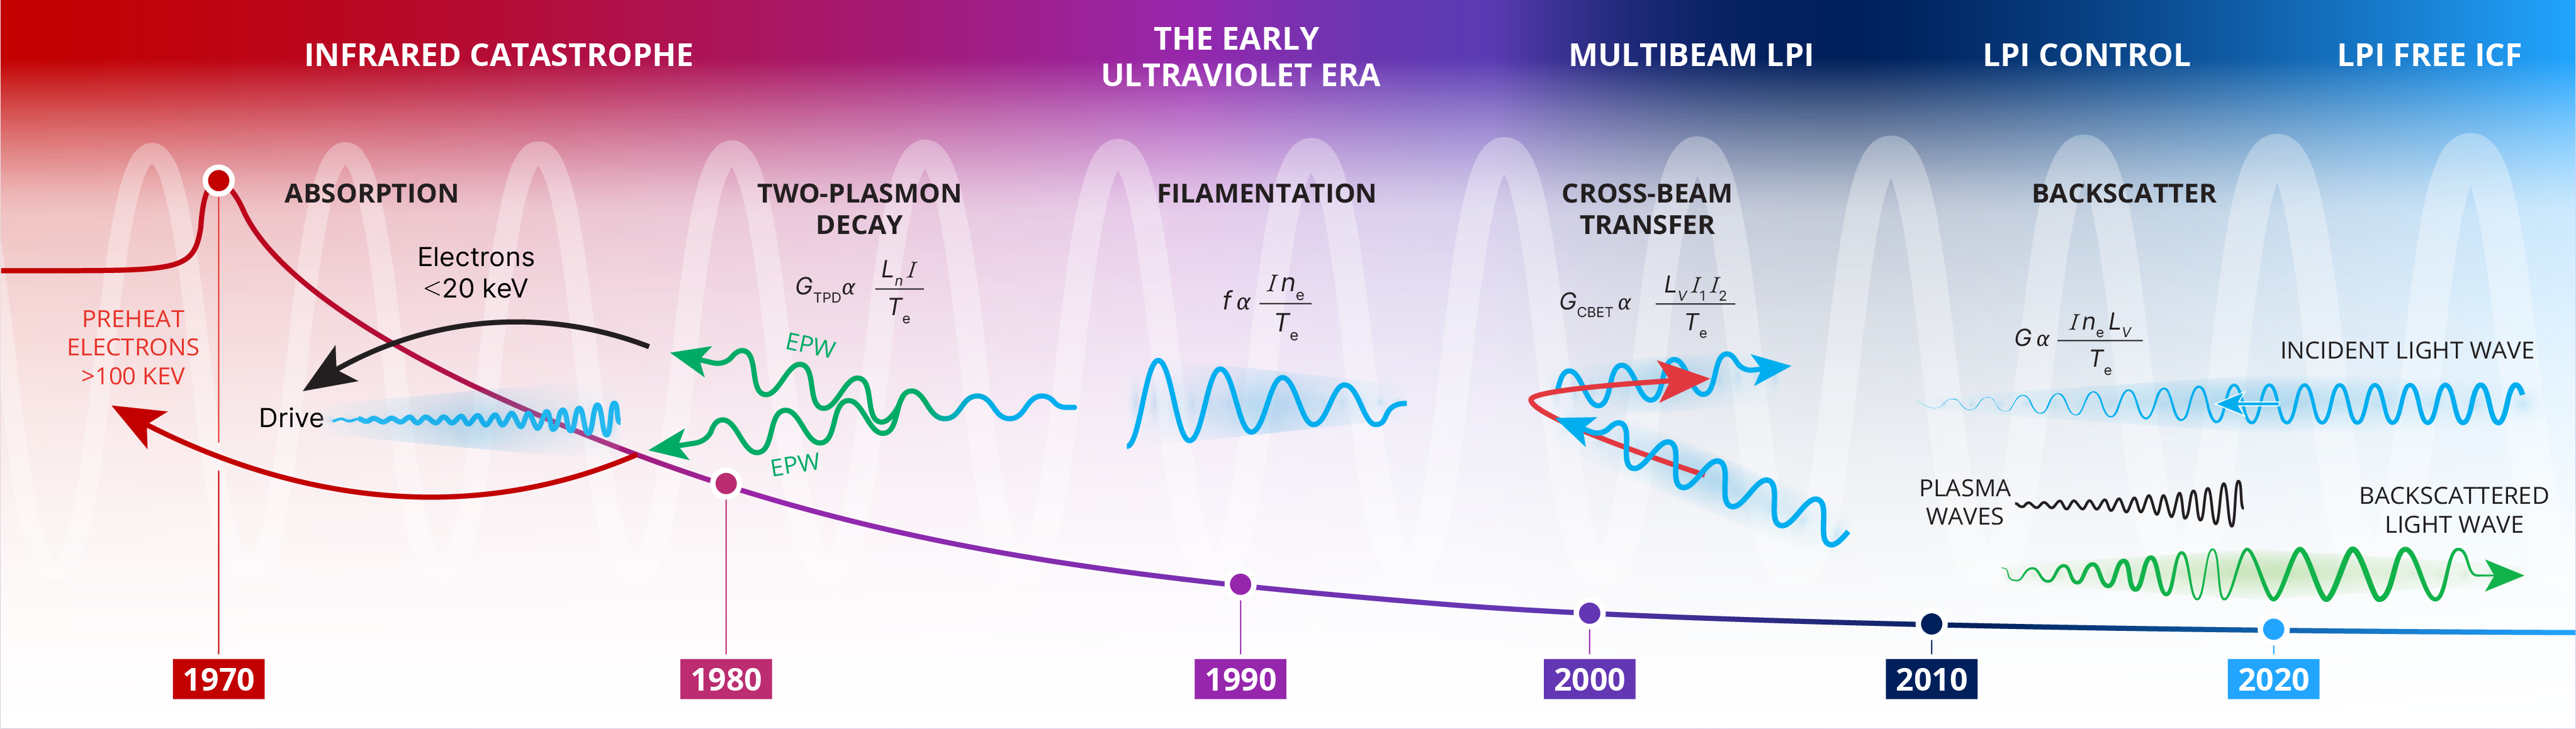 INFRARED CATASTROPHE
THE EARLY
ULTRAVIOLET ERA
MULTIBEAM LPI
LPI CONTROL
LPI FREE ICF
ABSORPTION
Electrons
<20 keV
PREHEAT
ELECTRONS
>100 KEV
Drive
TWO-PLASMON
DECAY
G_TPD α L_n I / T_e
EPW
EPW
FILAMENTATION
f α I n_e / T_e
CROSS-BEAM
TRANSFER
G_CBET α L_V I_1 I_2 / T_e
BACKSCATTER
G α I n_e L_V / T_e
INCIDENT LIGHT WAVE
PLASMA
WAVES
BACKSCATTERED
LIGHT WAVE
1970
1980
1990
2000
2010
2020